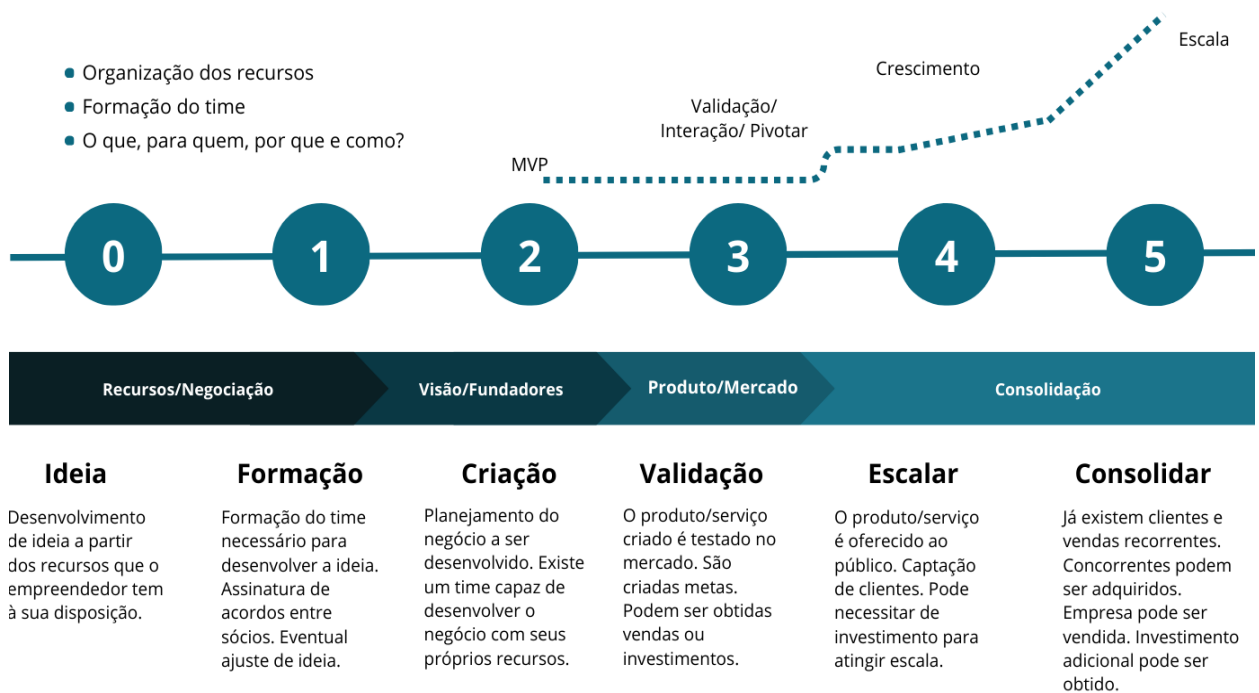 Organização dos recursos
Formação do time
O que, para quem, por que e como?
MVP
Validação/
Interação/ Pivotar
Crescimento
Escala
0
1
2
3
4
5
Recursos/Negociação
Visão/Fundadores
Produto/Mercado
Consolidação
Ideia
Desenvolvimento
de ideia a partir
dos recursos que o
empreendedor tem
à sua disposição.
Formação
Formação do time
necessário para
desenvolver a ideia.
Assinatura de
acordos entre
sócios. Eventual
ajuste de ideia.
Criação
Planejamento do
negócio a ser
desenvolvido. Existe
um time capaz de
desenvolver o
negócio com seus
próprios recursos.
Validação
O produto/serviço
criado é testado no
mercado. São
criadas metas.
Podem ser obtidas
vendas ou
investimentos.
Escalar
O produto/serviço
é oferecido ao
público. Captação
de clientes. Pode
necessitar de
investimento para
atingir escala.
Consolidar
Já existem clientes e
vendas recorrentes.
Concorrentes podem
ser adquiridos.
Empresa pode ser
vendida. Investimento
adicional pode ser
obtido.